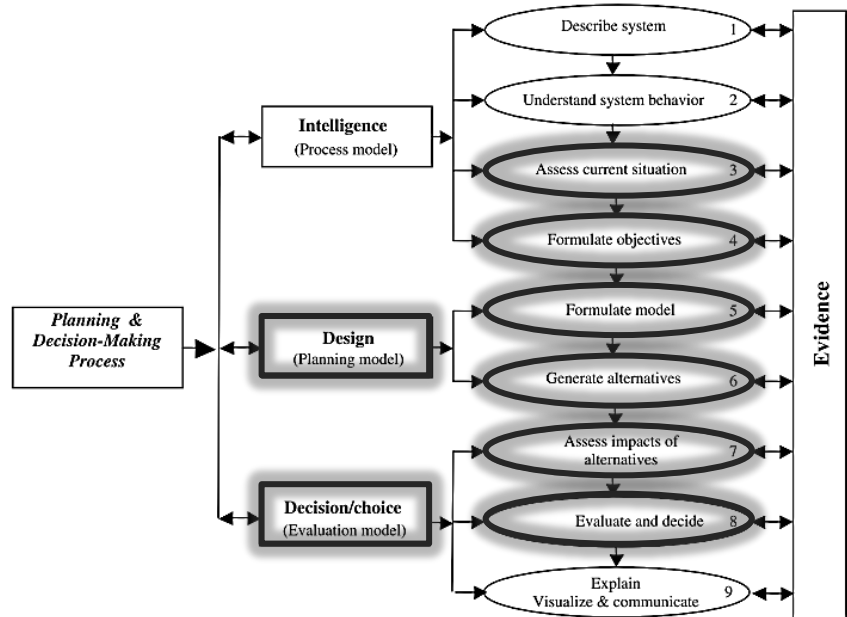 Describe system 1
Understand system behavior 2
Intelligence
(Process model)
Assess current situation 3
Formulate objectives 4
Planning &
Decision-Making
Process
Design
(Planning model)
Formulate model 5
Generate alternatives 6
Assess impacts of
alternatives 7
Decision/choice
(Evaluation model)
Evaluate and decide 8
Explain
Visualize & communicate 9
Evidence